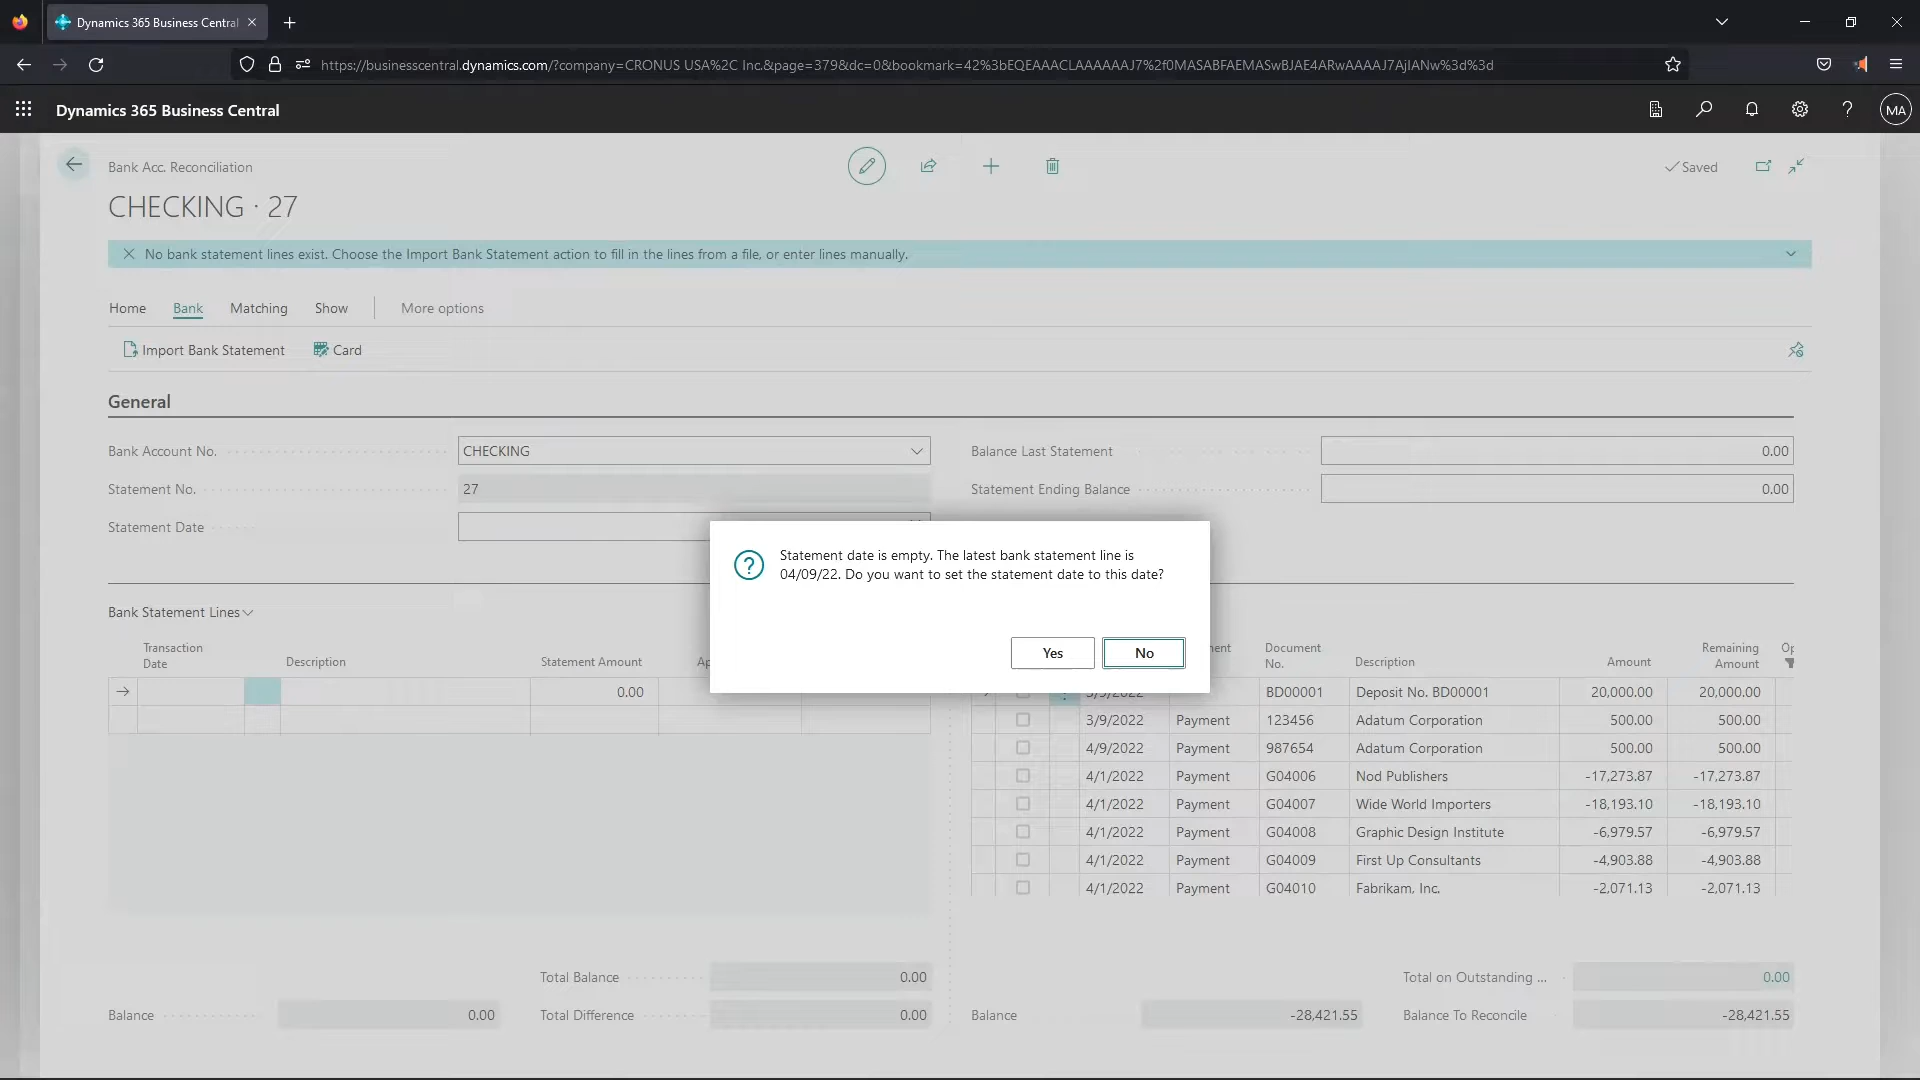 Dynamics 365 Business Central
https://businesscentral.dynamics.com/?company=CRONUS USA%2C Inc.&page=379&dc=0&bookmark=42%3bEQEAAACLAAAAAAJ7%2f0MASABFAEMASwBJAE4ARwAAAAJ7AjIANw%3d%3d
Dynamics 365 Business Central
MA
Bank Acc. Reconciliation
Saved
CHECKING · 27
No bank statement lines exist. Choose the Import Bank Statement action to fill in the lines from a file, or enter lines manually.
Home Bank Matching Show More options
Import Bank Statement Card
General
Bank Account No. CHECKING Balance Last Statement 0.00
Statement No. 27 Statement Ending Balance 0.00
Statement Date
Statement date is empty. The latest bank statement line is
04/09/22. Do you want to set the statement date to this date?
Yes No
Bank Statement Lines
Transaction Date Description Statement Amount Document No. Description Amount Remaining Amount
0.00 BD00001 Deposit No. BD00001 20,000.00 20,000.00
3/9/2022 Payment 123456 Adatum Corporation 500.00 500.00
4/9/2022 Payment 987654 Adatum Corporation 500.00 500.00
4/1/2022 Payment G04006 Nod Publishers -17,273.87 -17,273.87
4/1/2022 Payment G04007 Wide World Importers -18,193.10 -18,193.10
4/1/2022 Payment G04008 Graphic Design Institute -6,979.57 -6,979.57
4/1/2022 Payment G04009 First Up Consultants -4,903.88 -4,903.88
4/1/2022 Payment G04010 Fabrikam, Inc. -2,071.13 -2,071.13
Total Balance 0.00 Total on Outstanding ... 0.00
Balance 0.00 Total Difference 0.00 Balance -28,421.55 Balance To Reconcile -28,421.55